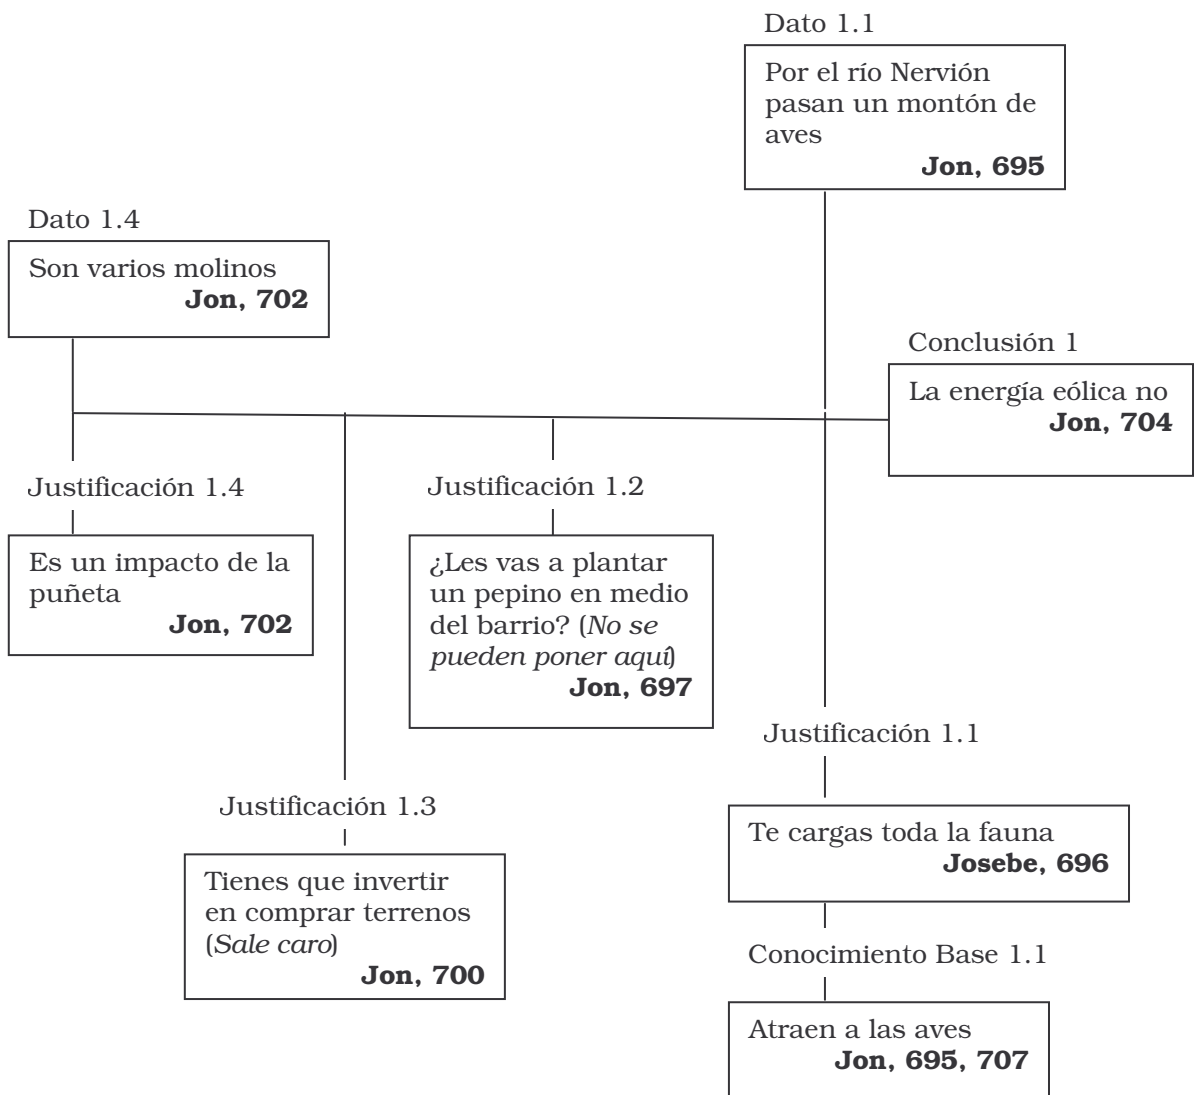 Dato 1.1
Por el río Nervión
pasan un montón de
aves
Jon, 695
Dato 1.4
Son varios molinos
Jon, 702
Conclusión 1
La energía eólica no
Jon, 704
Justificación 1.4
Es un impacto de la
puñeta
Jon, 702
Justificación 1.2
¿Les vas a plantar
un pepino en medio
del barrio? (No se
pueden poner aquí)
Jon, 697
Justificación 1.1
Te cargas toda la fauna
Josebe, 696
Justificación 1.3
Tienes que invertir
en comprar terrenos
(Sale caro)
Jon, 700
Conocimiento Base 1.1
Atraen a las aves
Jon, 695, 707